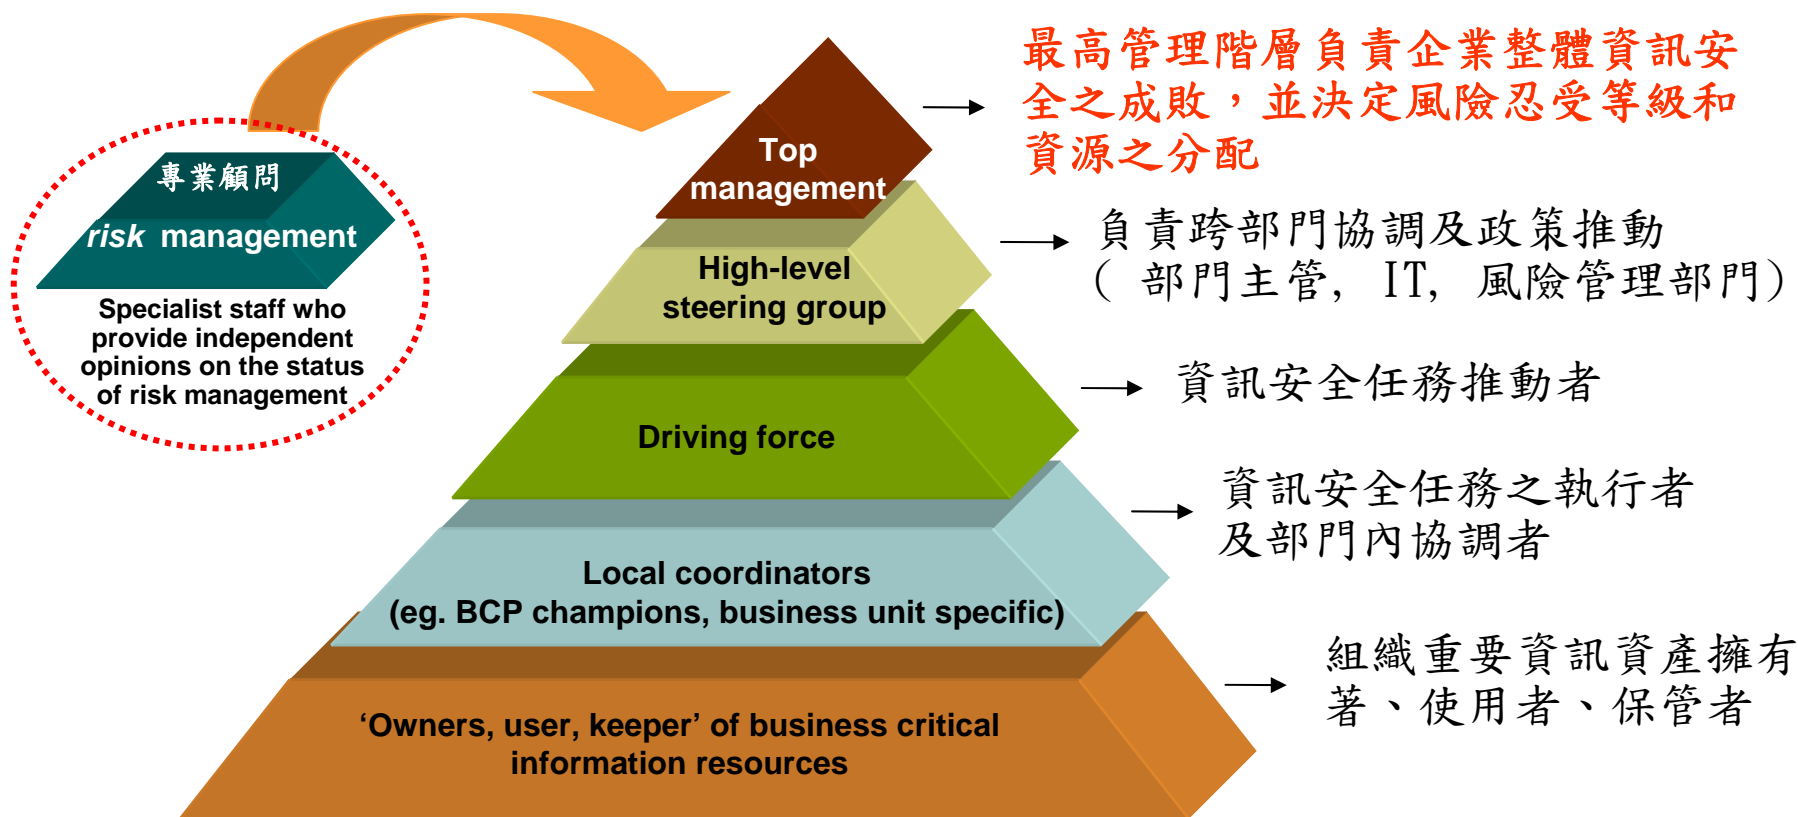 專業顧問
risk management
Specialist staff who
provide independent
opinions on the status
of risk management
Top
management
最高管理階層負責企業整體資訊安
全之成敗,並決定風險忍受等級和
資源之分配
High-level
steering group
負責跨部門協調及政策推動
( 部門主管, IT, 風險管理部門)
Driving force
資訊安全任務推動者
Local coordinators
(eg. BCP champions, business unit specific)
資訊安全任務之執行者
及部門內協調者
‘Owners, user, keeper’ of business critical
information resources
組織重要資訊資產擁有
著、使用者、保管者